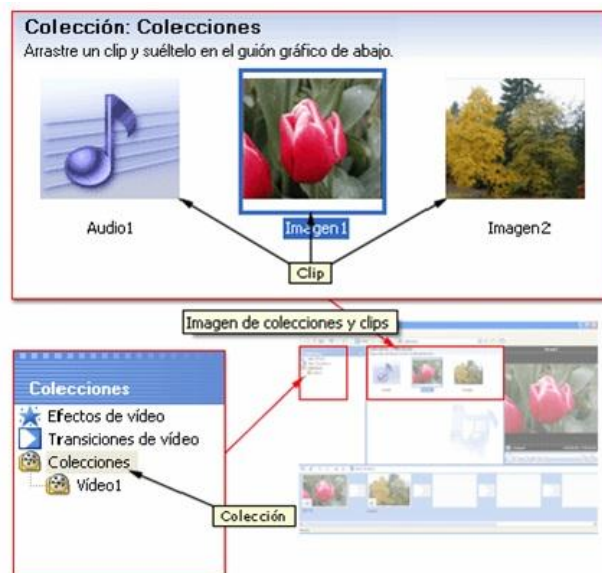 Colección: Colecciones
Arrastre un clip y suéltelo en el guión gráfico de abajo.
Audio1
Imagen1
Imagen2
Clip
Imagen de colecciones y clips
Colecciones
Efectos de vídeo
Transiciones de vídeo
Colecciones
Vídeo1
Colección